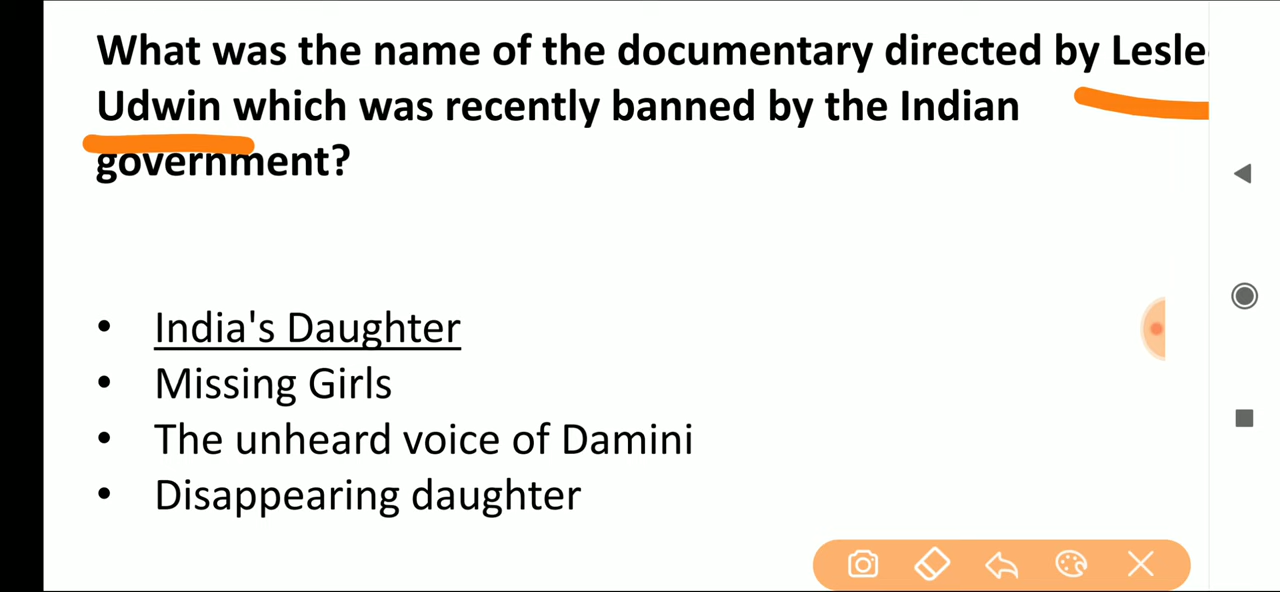 What was the name of the documentary directed by Lesle
Udwin which was recently banned by the Indian
government?
• India's Daughter
• Missing Girls
• The unheard voice of Damini
• Disappearing daughter